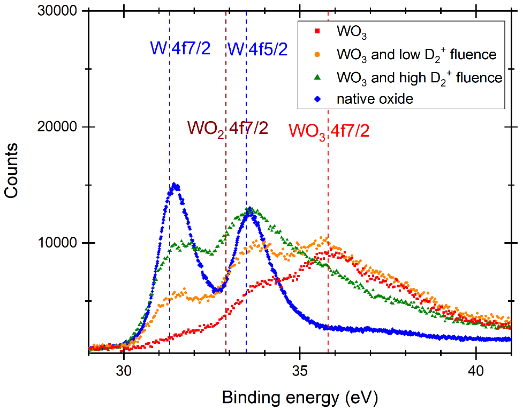 30000
20000
10000
0
Counts
W 4f7/2 W 4f5/2
WO2 4f7/2 WO3 4f7/2
WO3
WO3 and low D2+ fluence
WO3 and high D2+ fluence
native oxide
30 35 40
Binding energy (eV)